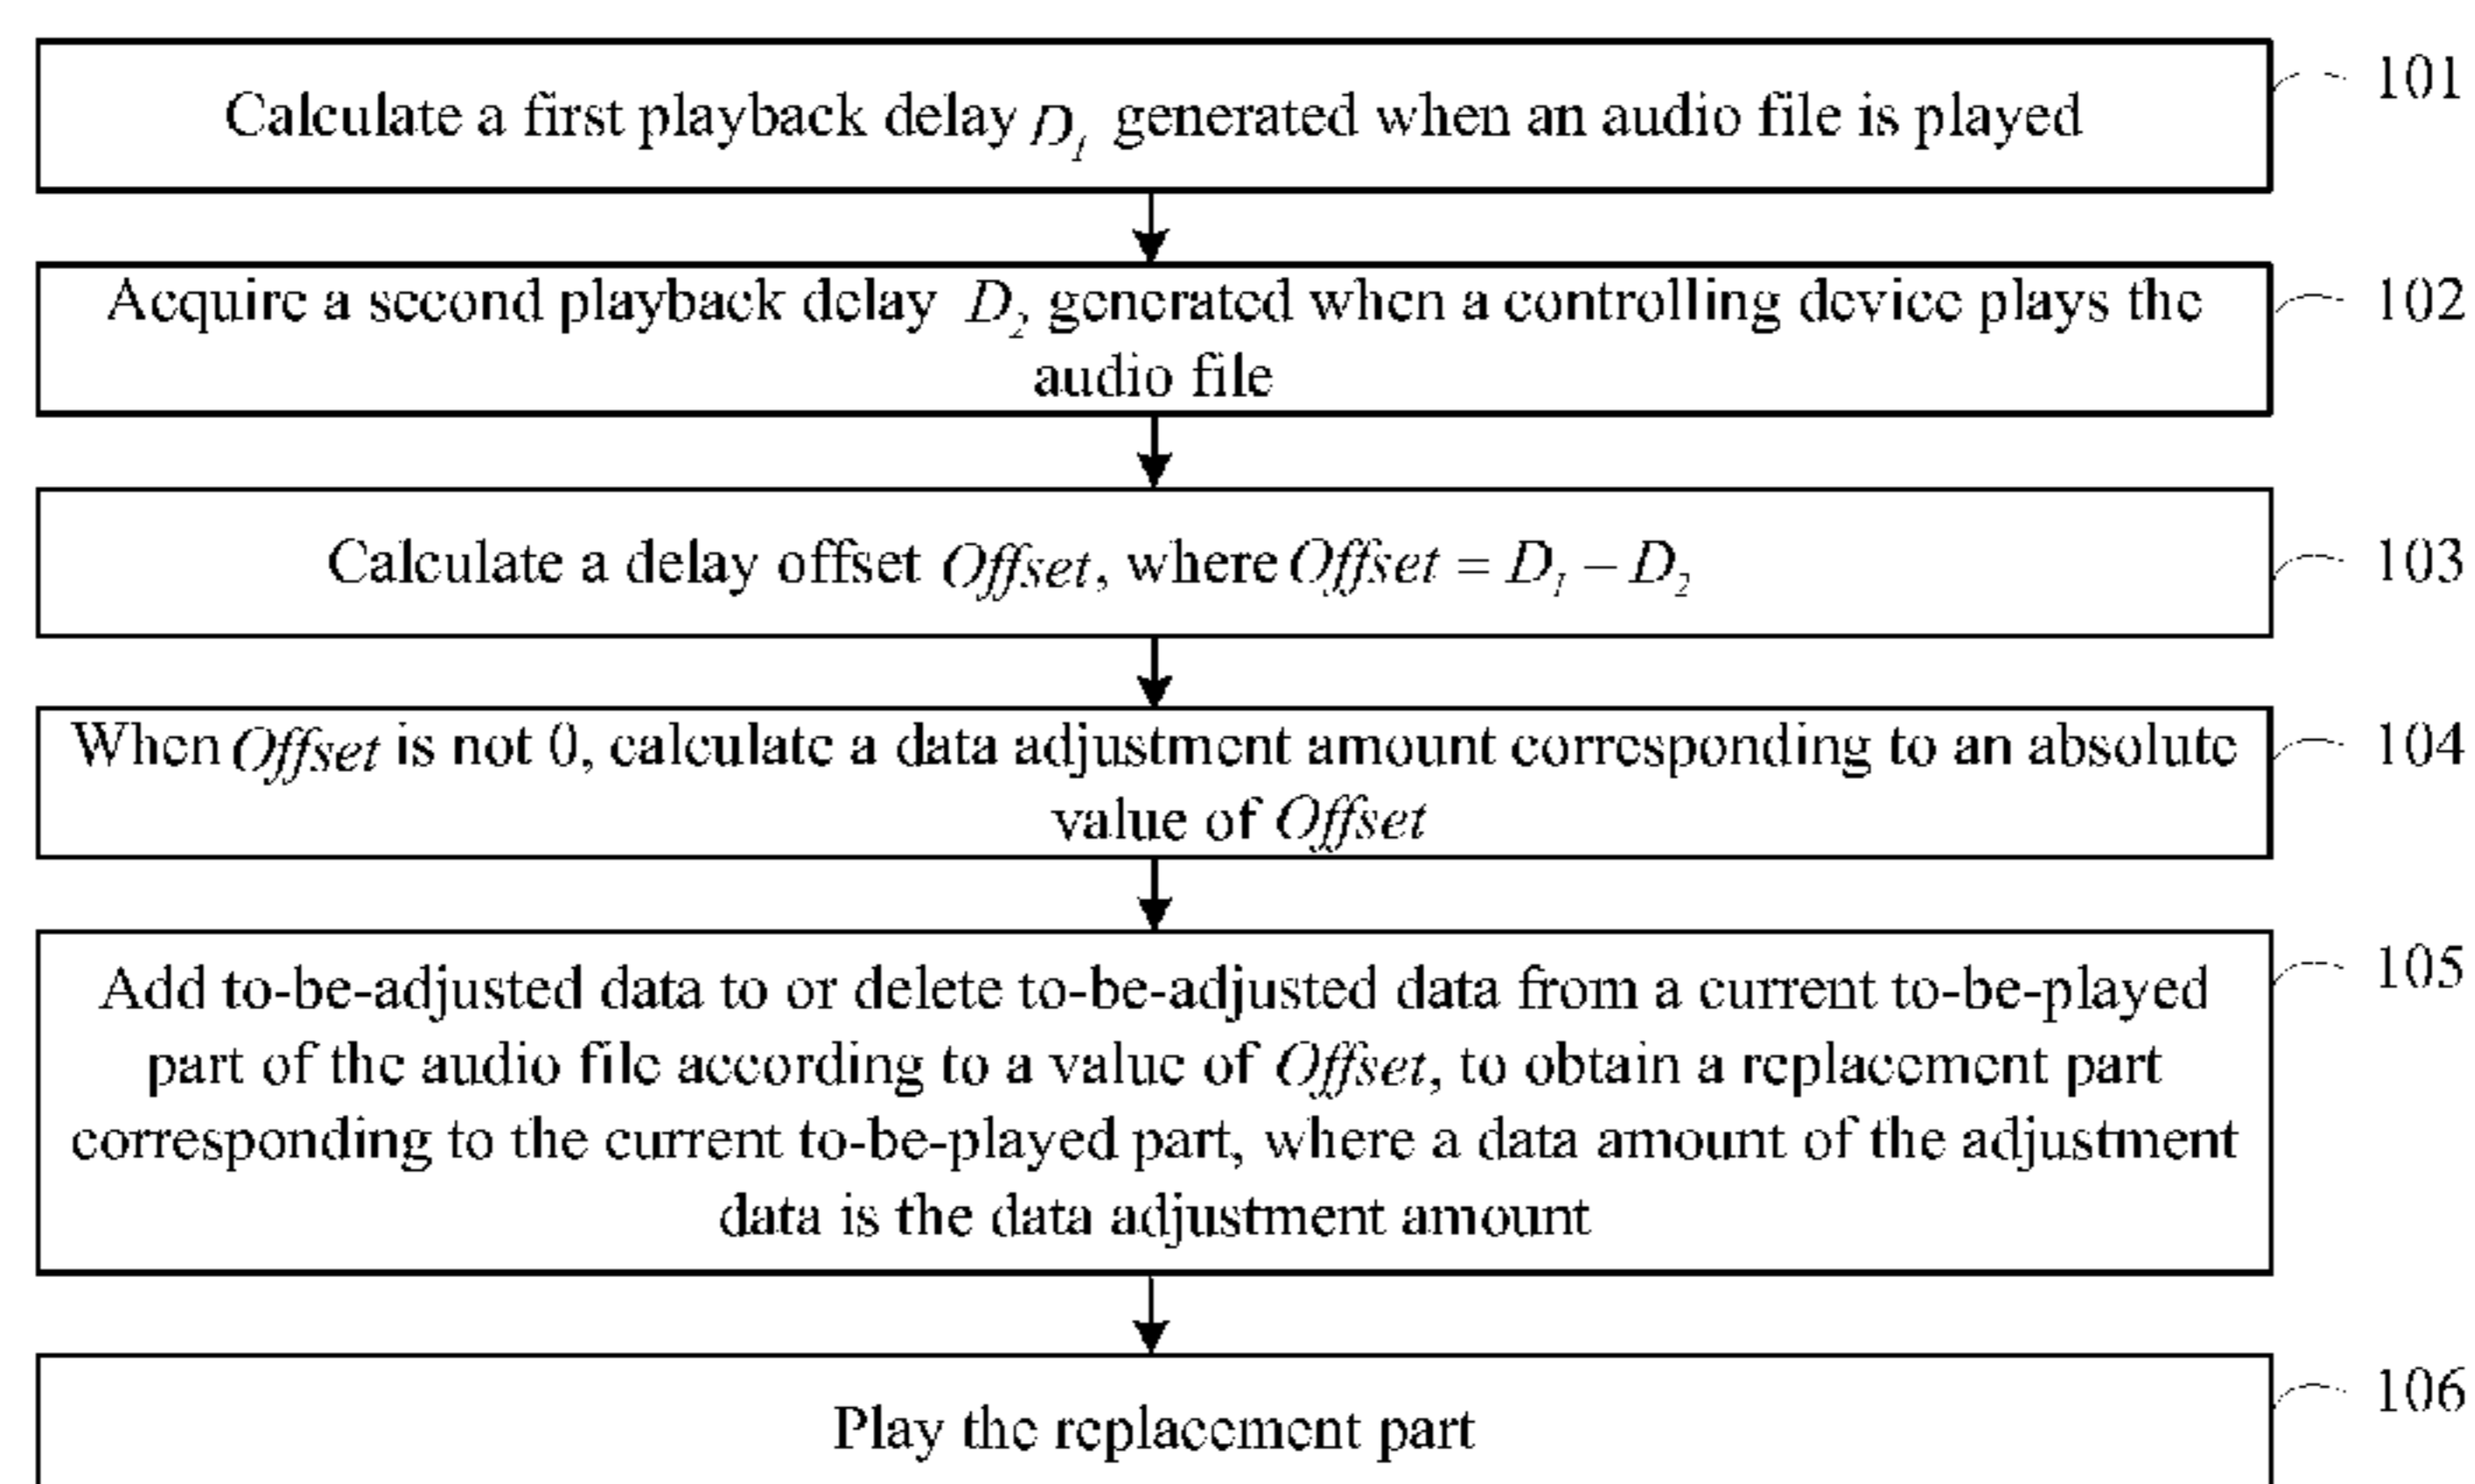 Calculate a first playback delay D₁ generated when an audio file is played
101
Acquire a second playback delay D₂ generated when a controlling device plays the
audio file
102
Calculate a delay offset Offset, where Offset = D₁ − D₂
103
When Offset is not 0, calculate a data adjustment amount corresponding to an absolute
value of Offset
104
Add to-be-adjusted data to or delete to-be-adjusted data from a current to-be-played
part of the audio file according to a value of Offset, to obtain a replacement part
corresponding to the current to-be-played part, where a data amount of the adjustment
data is the data adjustment amount
105
Play the replacement part
106